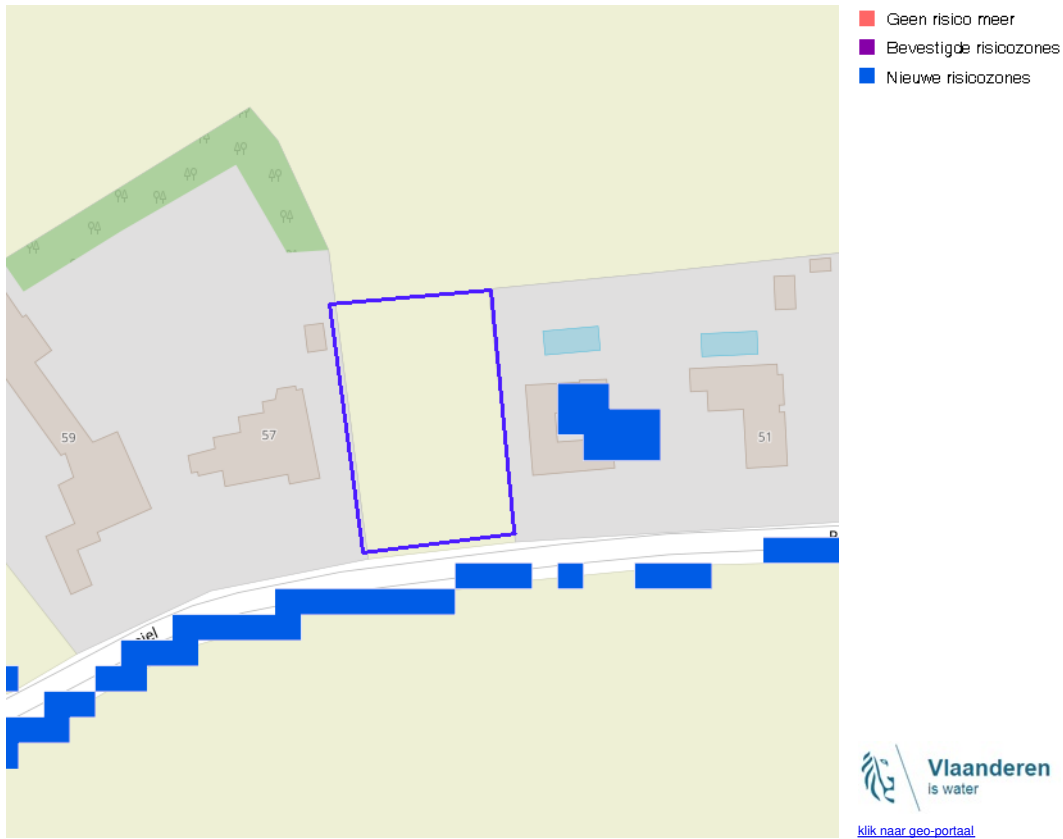 Geen risico meer
Bevestigde risicozones
Nieuwe risicozones
59
57
51
Vlaanderen
is water
klik naar geo-portaal